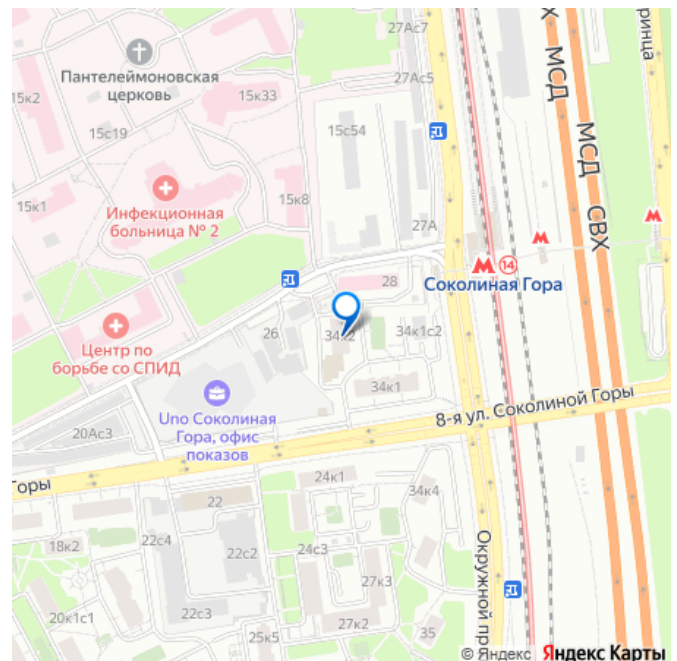 27Ас7
МСД
МСД
СВХ
Х
ринца
Пантелеймоновская
церковь
27Ас5
15к2
15к33
15с19
15с54
Инфекционная
больница № 2
15к1
15к8
27А
14
Соколиная Гора
28
34к2
34к1с2
26
Центр по
борьбе со СПИД
34к1
Uno Соколиная
Гора, офис
показов
8-я ул. Соколиной Горы
20Ас3
Горы
24к1
34к4
22
22с4
22с2
24с3
18к2
Окружной пр
27к3
20к1с1
22с3
27к2
25к5
35
© Яндекс Яндекс Карты